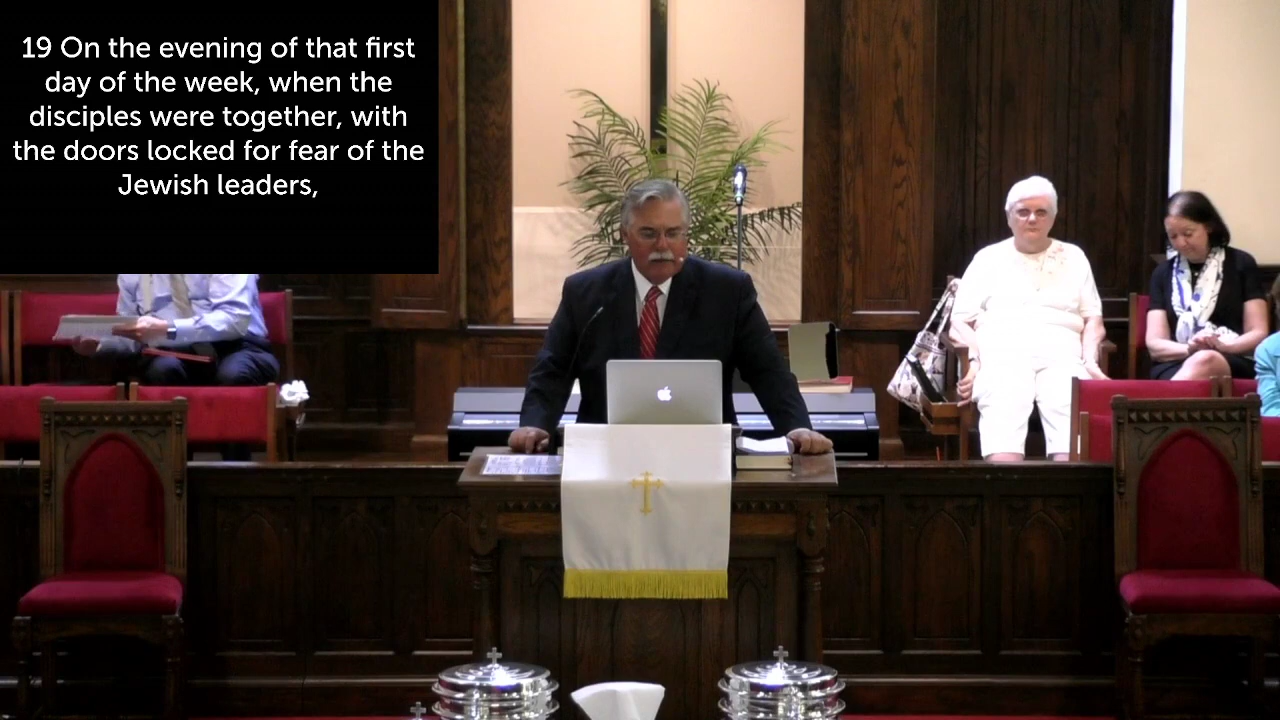 19 On the evening of that first
day of the week, when the
disciples were together, with
the doors locked for fear of the
Jewish leaders,